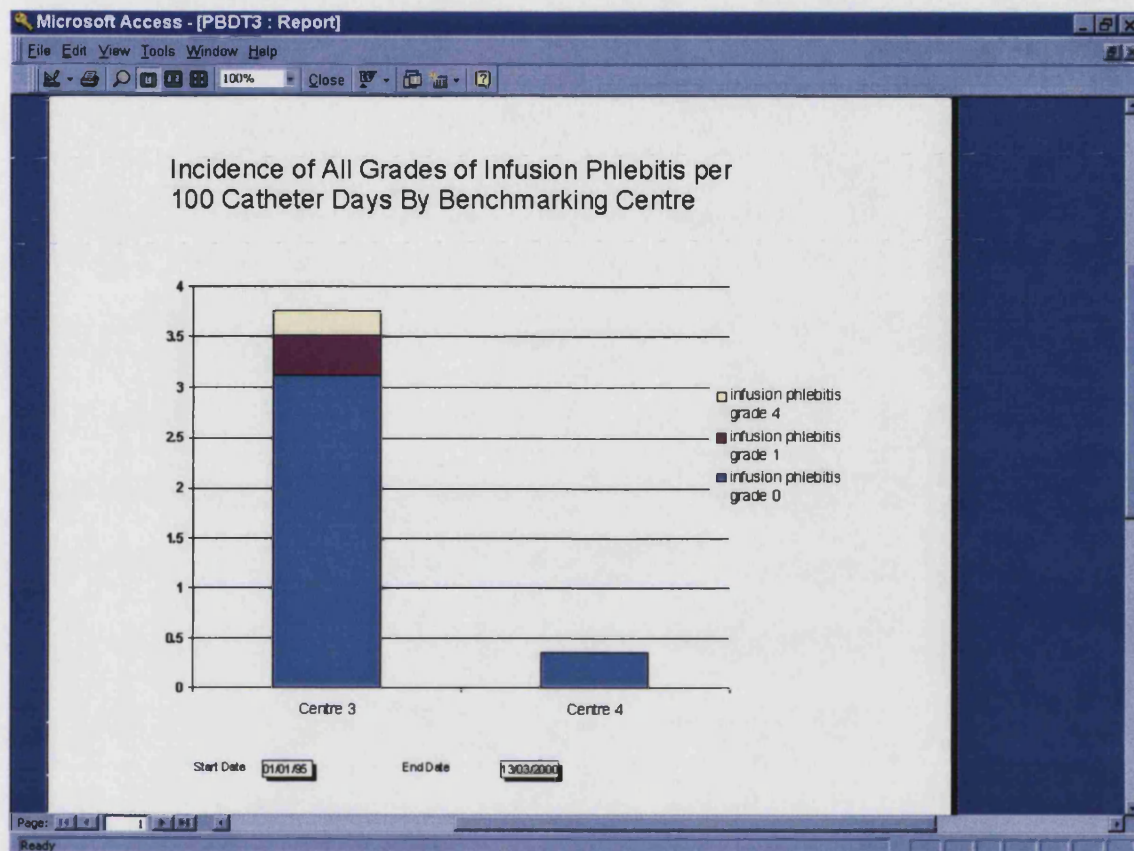 Microsoft Access - [PBDT3 : Report]
File Edit View Tools Window Help
100% Close
Incidence of All Grades of Infusion Phlebitis per
100 Catheter Days By Benchmarking Centre
4
3.5
3
2.5
2
1.5
1
0.5
0
infusion phlebitis
grade 4
infusion phlebitis
grade 1
infusion phlebitis
grade 0
Centre 3 Centre 4
Start Date 01/01/95 End Date 13/03/2000
Page: 1
Ready